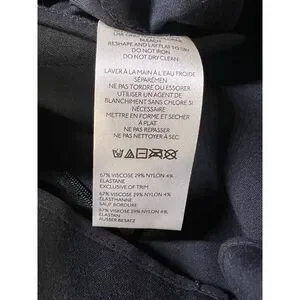 BLEACH
RESHAPE AND LAY FLAT TO DRY
DO NOT IRON
DO NOT DRY CLEAN
LAVER À LA MAIN À L'EAU FROIDE
SÉPARÉMEN
NE PAS TORDRE OU ESSORER
UTILISER UN AGENT DE
BLANCHIMENT SANS CHLORE SI
NÉCESSAIRE
METTRE EN FORME ET SÉCHER
À PLAT
NE PAS REPASSER
NE PAS NETTOYER À SEC
67% VISCOSE 29% NYLON 4%
ELASTANE
EXCLUSIVE OF TRIM
67% VISCOSE 29% NYLON 4%
ÉLASTHANNE
SAUF BORDURE
67% VISKOSE 29% NYLON 4%
ELASTAN
AUSSER BESATZ